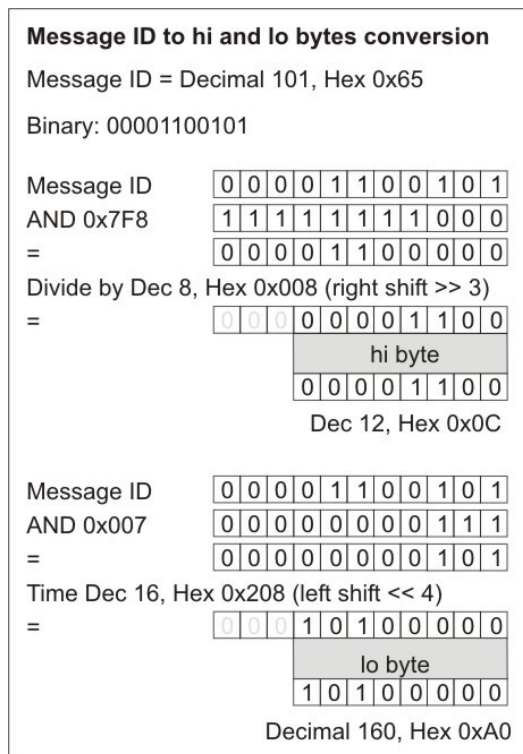 Message ID to hi and lo bytes conversion
Message ID = Decimal 101, Hex 0x65
Binary: 00001100101
Message ID 0 0 0 0 1 1 0 0 1 0 1
AND 0x7F8 1 1 1 1 1 1 1 1 0 0 0
= 0 0 0 0 1 1 0 0 0 0 0
Divide by Dec 8, Hex 0x008 (right shift >> 3)
= 0 0 0 0 0 0 0 1 1 0 0
hi byte
0 0 0 0 1 1 0 0
Dec 12, Hex 0x0C
Message ID 0 0 0 0 1 1 0 0 1 0 1
AND 0x007 0 0 0 0 0 0 0 0 1 1 1
= 0 0 0 0 0 0 0 0 1 0 1
Time Dec 16, Hex 0x208 (left shift << 4)
= 0 0 0 1 0 1 0 0 0 0 0
lo byte
1 0 1 0 0 0 0 0
Decimal 160, Hex 0xA0